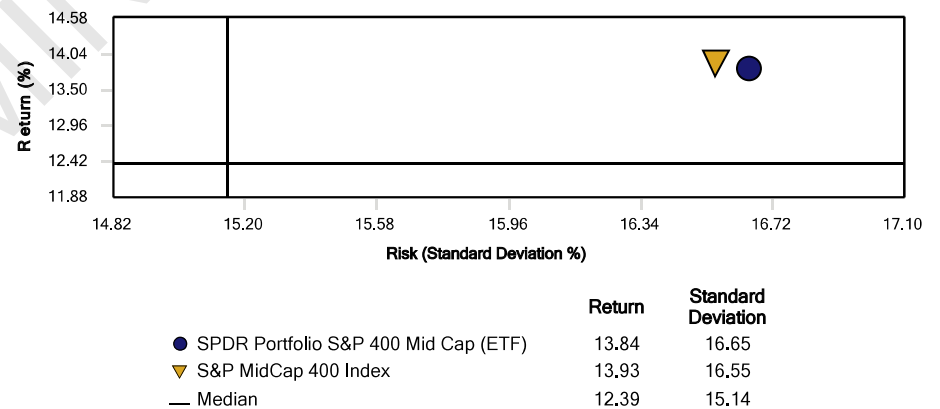 14.58
14.04
13.50
12.96
12.42
11.88
Return (%)
14.82 15.20 15.58 15.96 16.34 16.72 17.10
Risk (Standard Deviation %)
Return Standard Deviation
SPDR Portfolio S&P 400 Mid Cap (ETF) 13.84 16.65
S&P MidCap 400 Index 13.93 16.55
Median 12.39 15.14